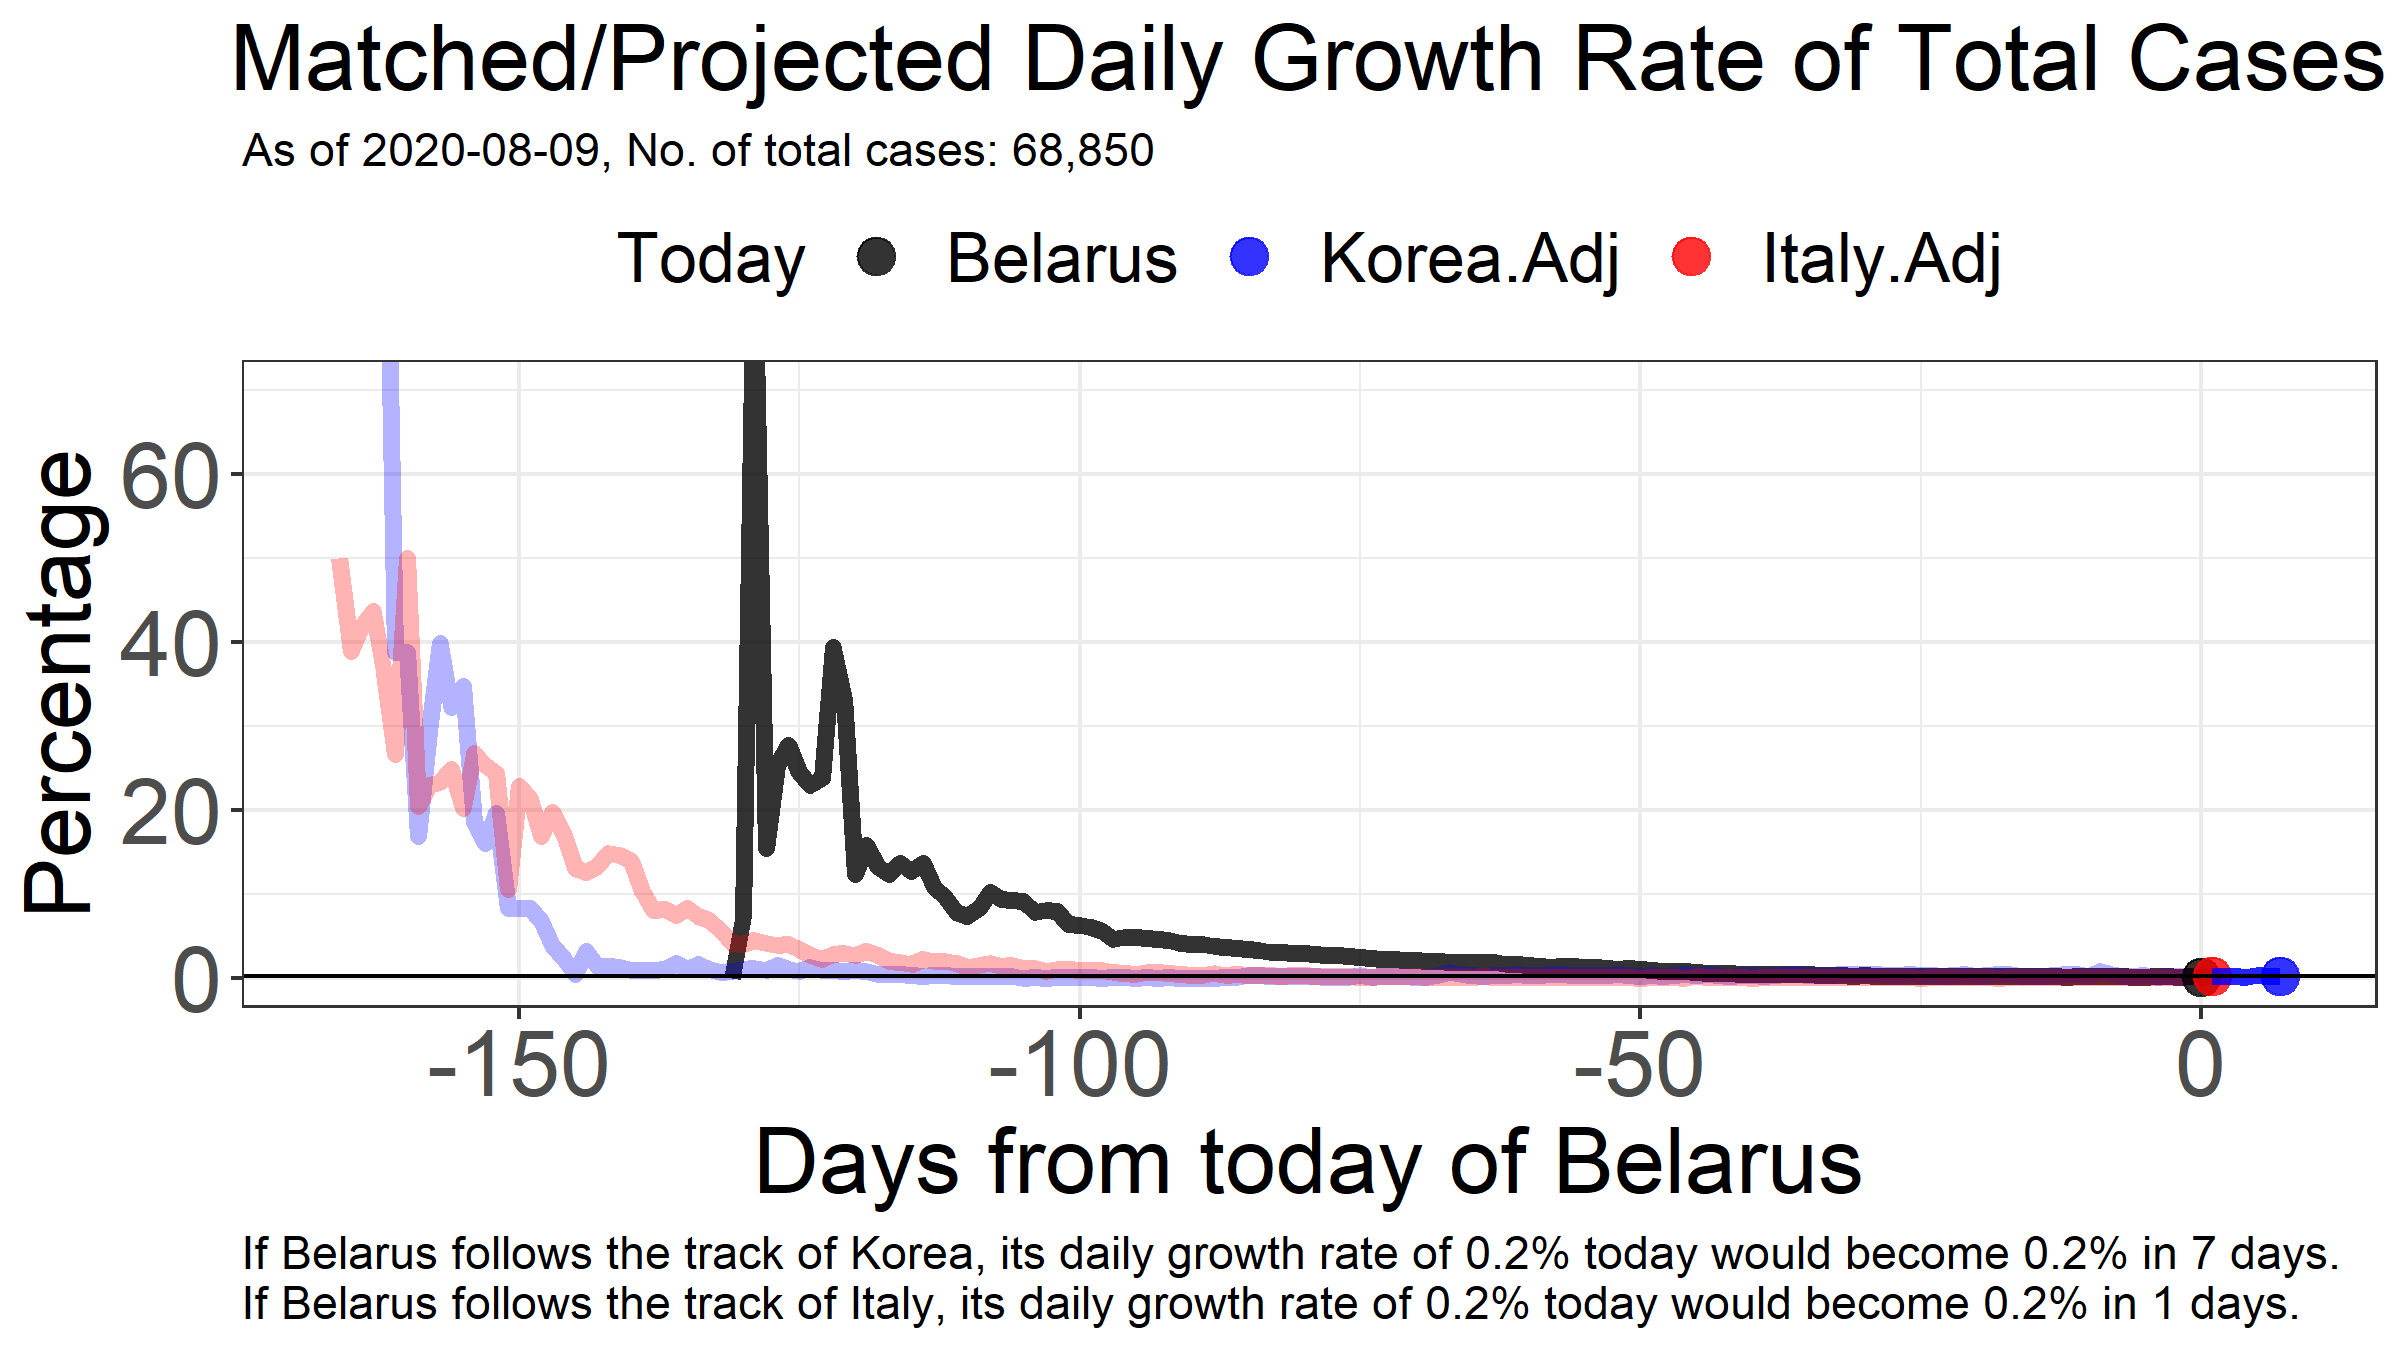 Matched/Projected Daily Growth Rate of Total Cases
As of 2020-08-09, No. of total cases: 68,850
Today Belarus Korea.Adj Italy.Adj
Percentage
60
40
20
0
-150 -100 -50 0
Days from today of Belarus
If Belarus follows the track of Korea, its daily growth rate of 0.2% today would become 0.2% in 7 days.
If Belarus follows the track of Italy, its daily growth rate of 0.2% today would become 0.2% in 1 days.